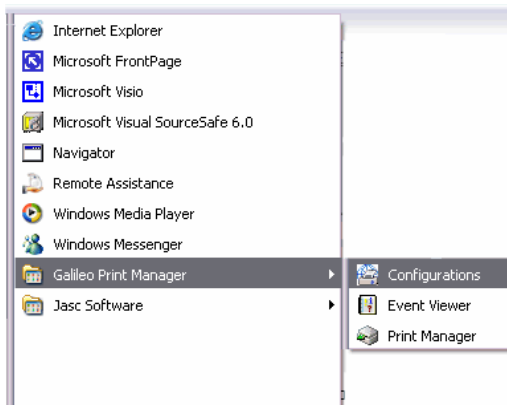 Internet Explorer
Microsoft FrontPage
Microsoft Visio
Microsoft Visual SourceSafe 6.0
Navigator
Remote Assistance
Windows Media Player
Windows Messenger
Galileo Print Manager
Jasc Software
Configurations
Event Viewer
Print Manager